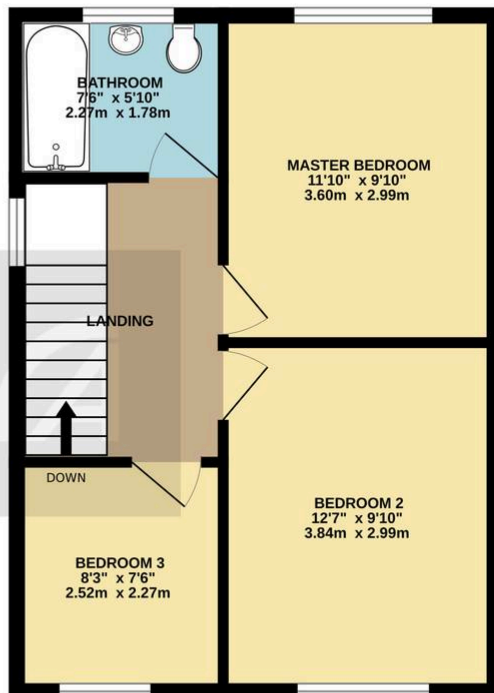 BATHROOM
7'6" x 5'10"
2.27m x 1.78m
MASTER BEDROOM
11'10" x 9'10"
3.60m x 2.99m
LANDING
DOWN
BEDROOM 2
12'7" x 9'10"
3.84m x 2.99m
BEDROOM 3
8'3" x 7'6"
2.52m x 2.27m